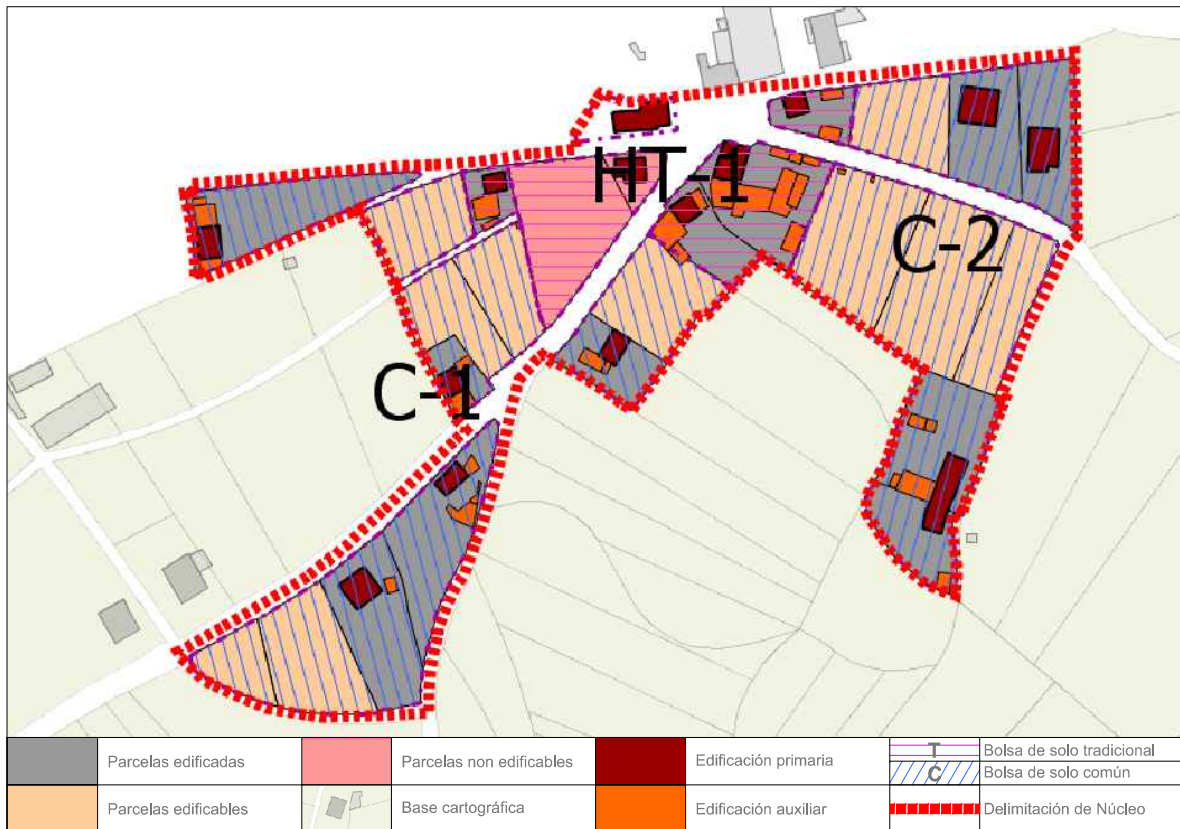 HT-1
C-2
C-1
Parcelas edificadas
Parcelas non edificables
Edificación primaria
T
Bolsa de solo tradicional
C
Bolsa de solo común
Parcelas edificables
Base cartográfica
Edificación auxiliar
Delimitación de Núcleo